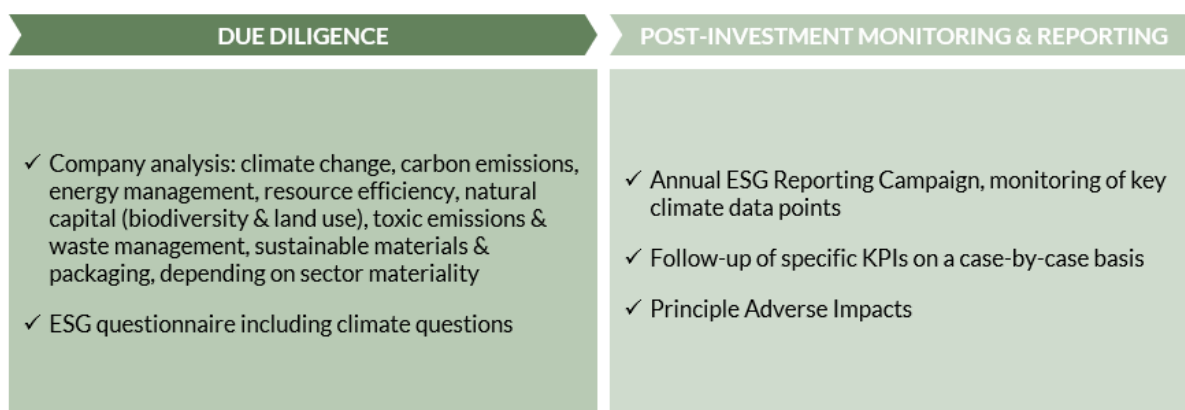 DUE DILIGENCE
✓ Company analysis: climate change, carbon emissions,
energy management, resource efficiency, natural
capital (biodiversity & land use), toxic emissions &
waste management, sustainable materials &
packaging, depending on sector materiality
✓ ESG questionnaire including climate questions
POST-INVESTMENT MONITORING & REPORTING
✓ Annual ESG Reporting Campaign, monitoring of key
climate data points
✓ Follow-up of specific KPIs on a case-by-case basis
✓ Principle Adverse Impacts